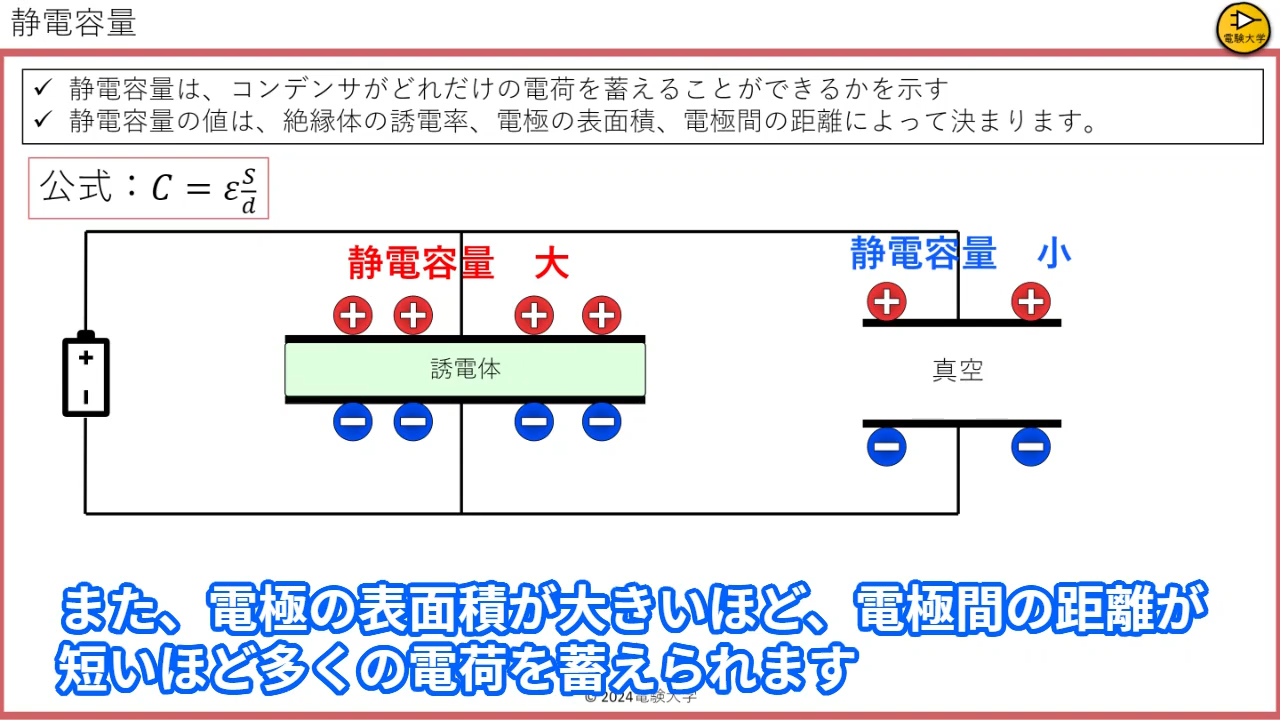 静電容量
電験大学
✓ 静電容量は、コンデンサがどれだけの電荷を蓄えることができるかを示す
✓ 静電容量の値は、絶縁体の誘電率、電極の表面積、電極間の距離によって決まります。
公式：C = ε S/d
静電容量 大
静電容量 小
誘電体
真空
また、電極の表面積が大きいほど、電極間の距離が
短いほど多くの電荷を蓄えられます
© 2024電験大学